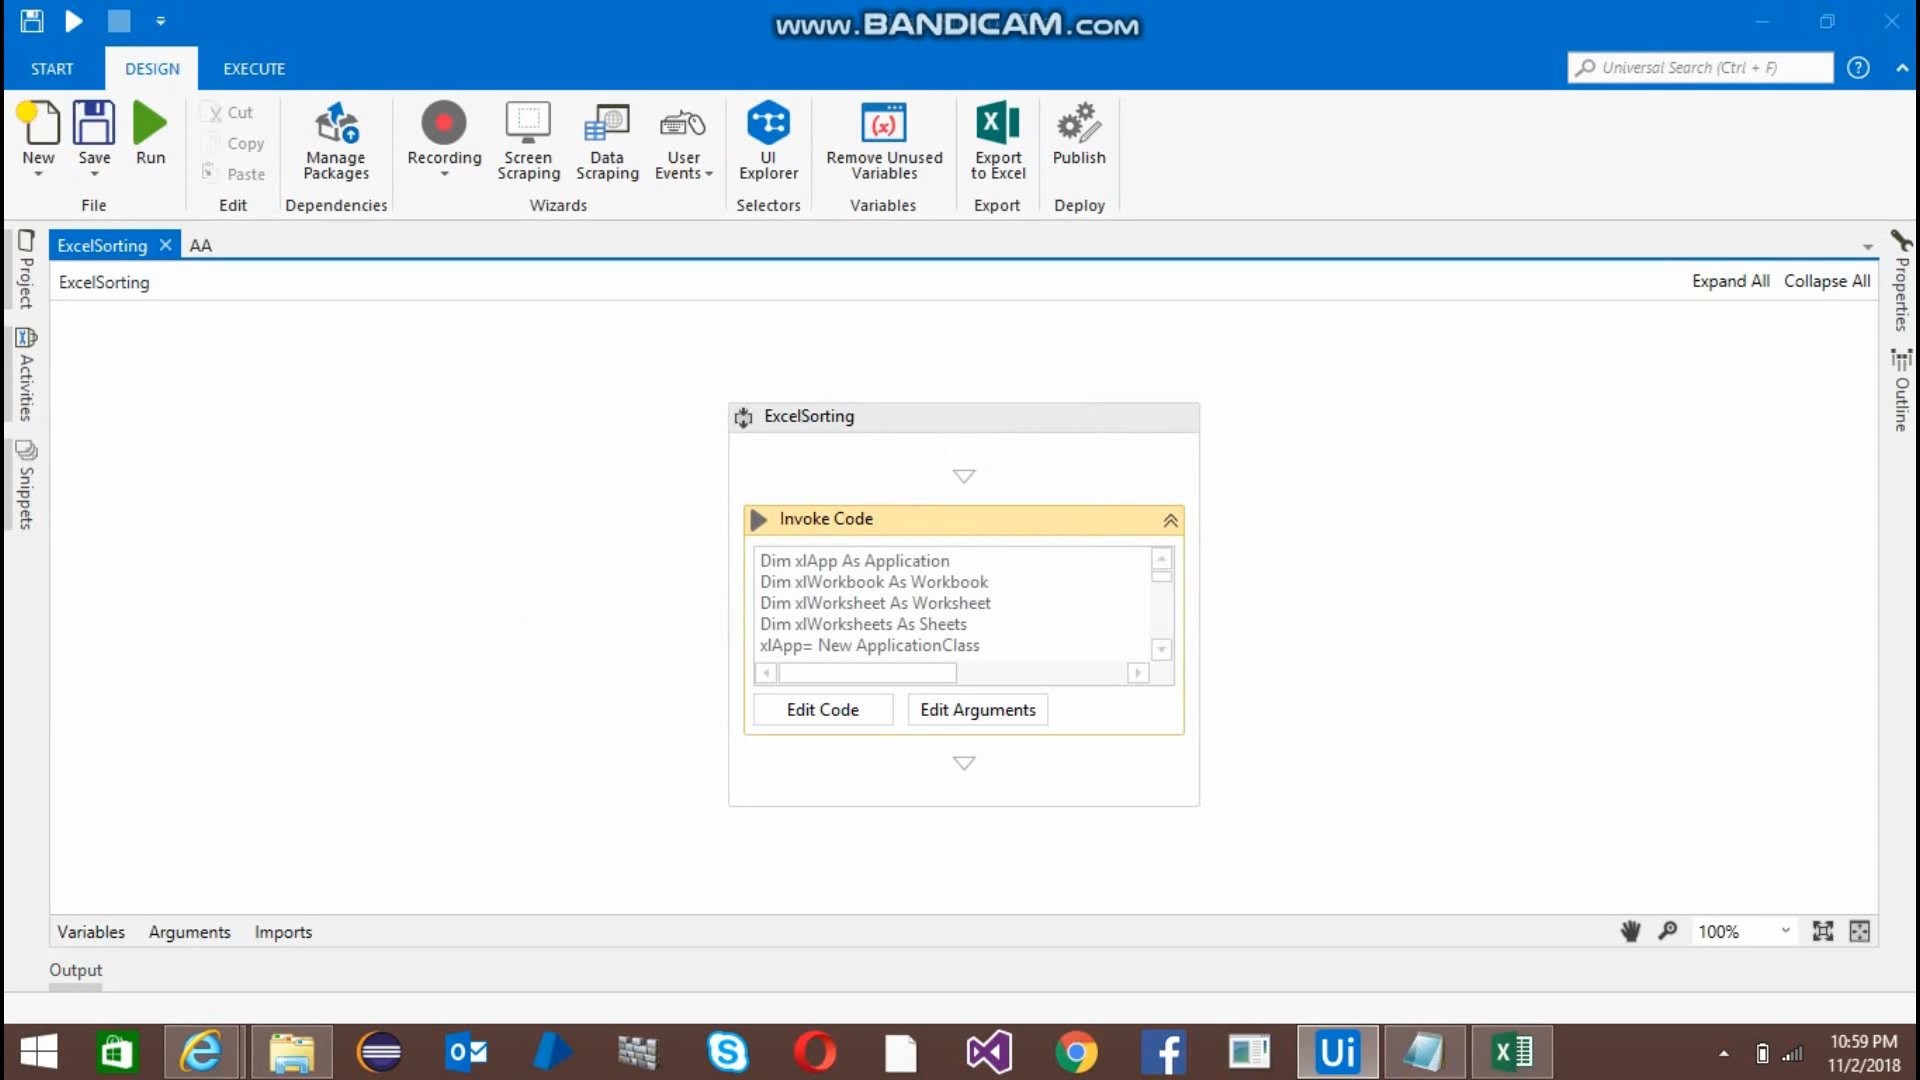 www.BANDICAM.com
START DESIGN EXECUTE
Universal Search (Ctrl + F)
New
Save
Run
File
Cut
Copy
Paste
Edit
Manage
Packages
Dependencies
Recording
Screen
Scraping
Data
Scraping
User
Events
Wizards
UI
Explorer
Selectors
(x)
Remove Unused
Variables
Variables
X
Export
to Excel
Export
Publish
Deploy
Project
Activities
Snippets
ExcelSorting AA
ExcelSorting
Expand All Collapse All
Properties
Outline
ExcelSorting
Invoke Code
Dim xlApp As Application
Dim xlWorkbook As Workbook
Dim xlWorksheet As Worksheet
Dim xlWorksheets As Sheets
xlApp= New ApplicationClass
Edit Code Edit Arguments
Variables Arguments Imports
100%
Output
Ui
10:59 PM
11/2/2018